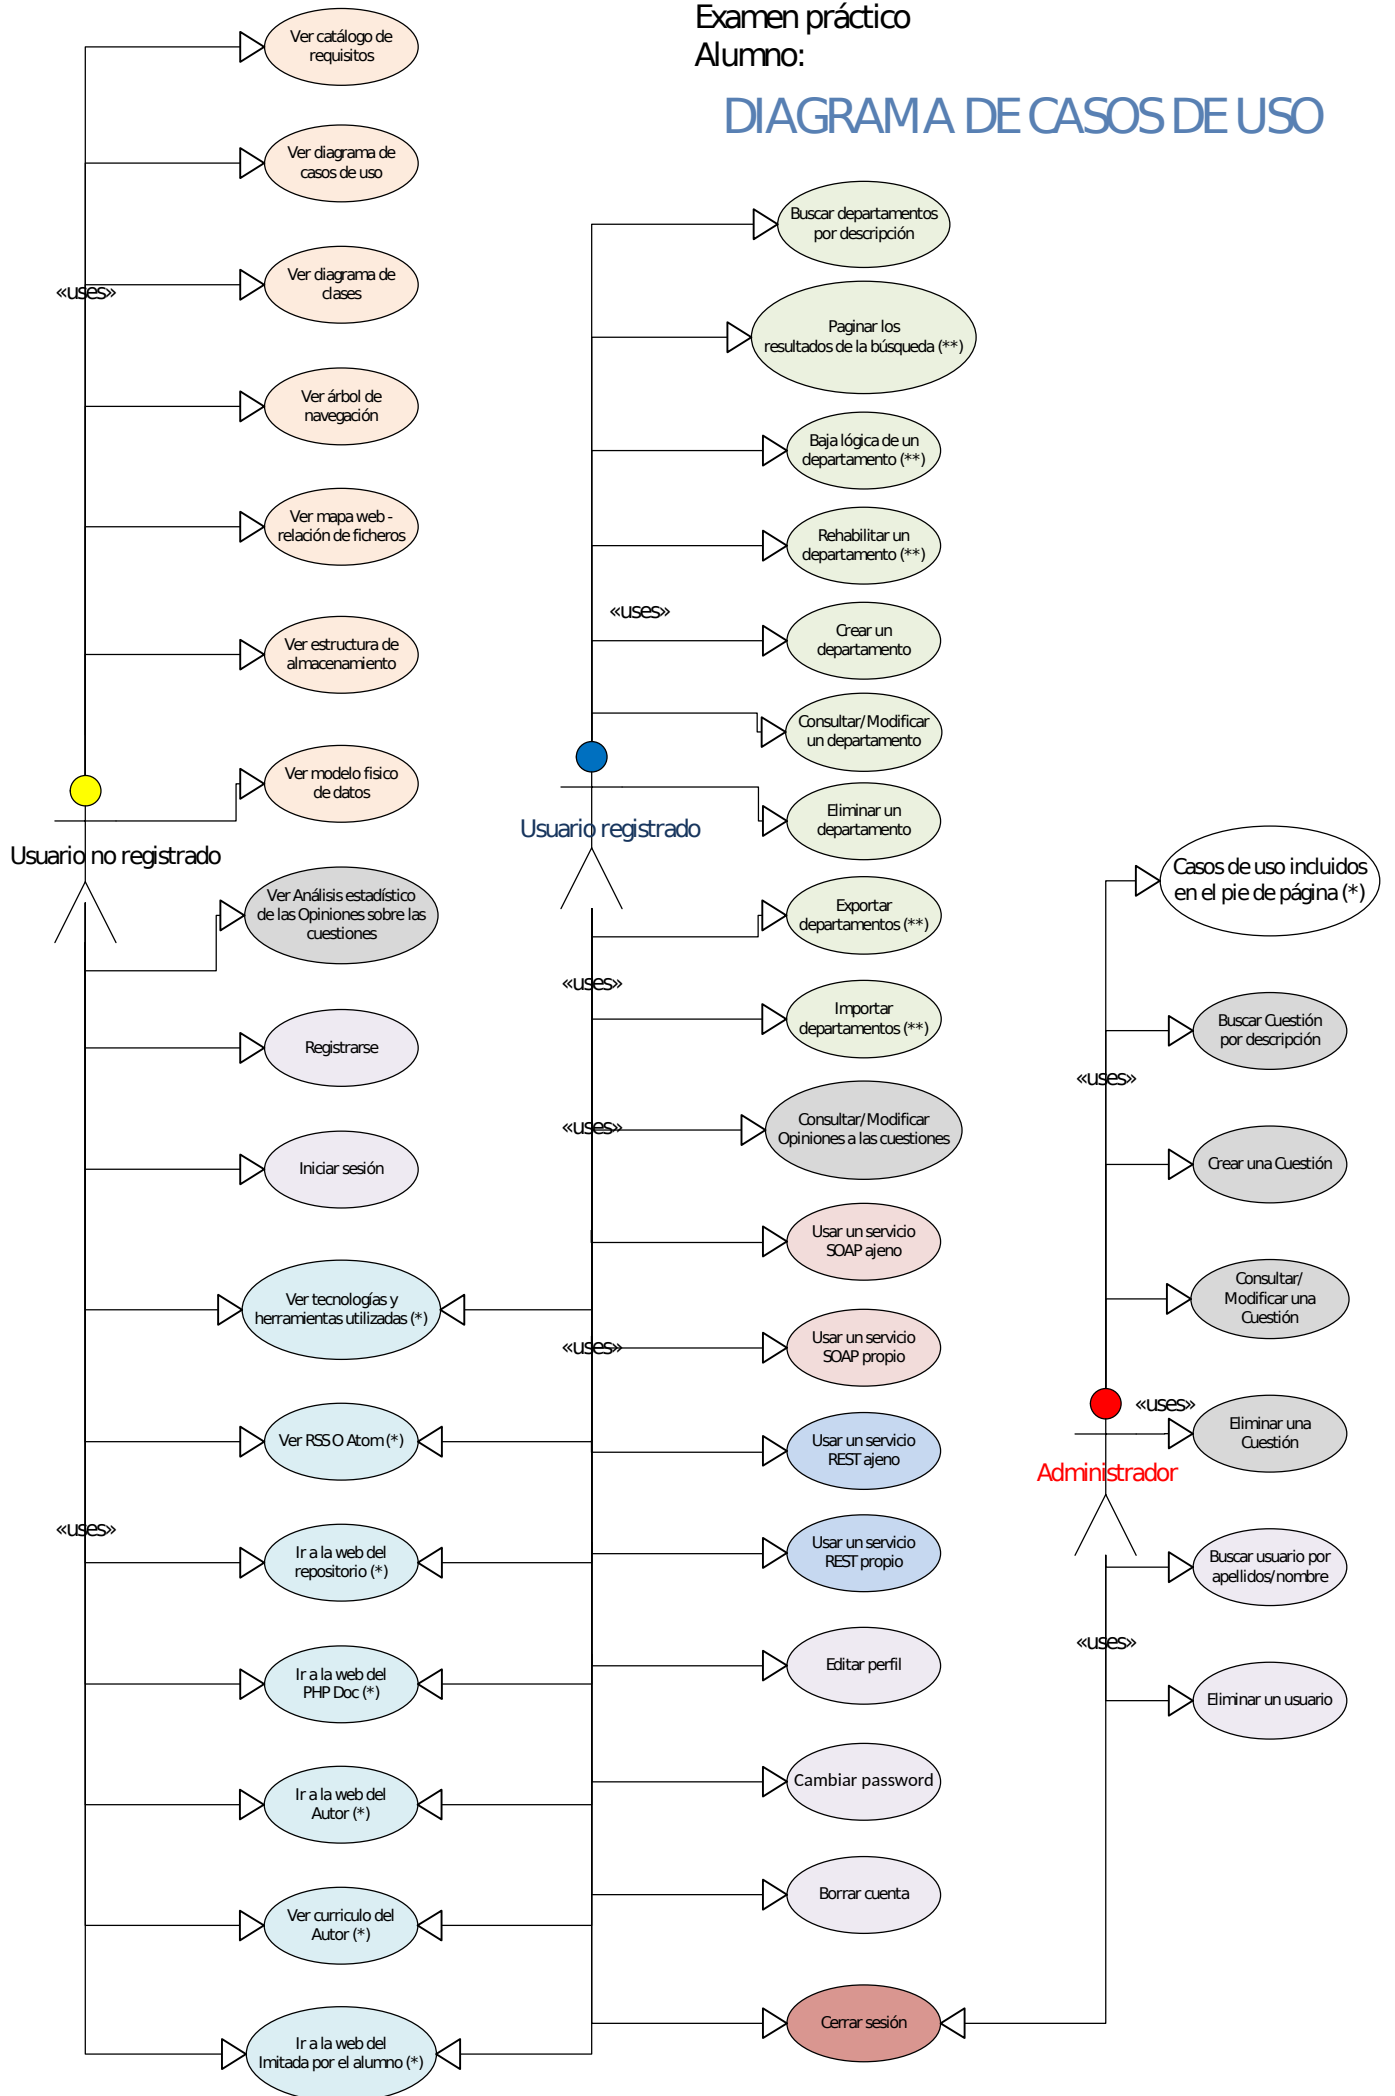 Examen práctico
Alumno:
DIAGRAMA DE CASOS DE USO
Ver catálogo de
requisitos
Ver diagrama de
casos de uso
«uses»
Ver diagrama de
clases
Ver árbol de
navegación
Ver mapa web -
relación de ficheros
Ver estructura de
almacenamiento
Ver modelo fisico
de datos
Usuario no registrado
Ver Análisis estadístico
de las Opiniones sobre las
cuestiones
Registrarse
Iniciar sesión
Ver tecnologías y
herramientas utilizadas (*)
Ver RSS O Atom (*)
«uses»
Ir a la web del
repositorio (*)
Ir a la web del
PHP Doc (*)
Ir a la web del
Autor (*)
Ver curriculo del
Autor (*)
Ir a la web del
Imitada por el alumno (*)
Buscar departamentos
por descripción
Paginar los
resultados de la búsqueda (**)
Baja lógica de un
departamento (**)
Rehabilitar un
departamento (**)
«uses»
Crear un
departamento
Consultar/Modificar
un departamento
Eliminar un
departamento
Usuario registrado
Exportar
departamentos (**)
«uses»
Importar
departamentos (**)
«uses»
Consultar/Modificar
Opiniones a las cuestiones
Usar un servicio
SOAP ajeno
«uses»
Usar un servicio
SOAP propio
Usar un servicio
REST ajeno
Usar un servicio
REST propio
Editar perfil
Cambiar password
Borrar cuenta
Cerrar sesión
Casos de uso incluidos
en el pie de página (*)
Buscar Cuestión
por descripción
«uses»
Crear una Cuestión
Consultar/
Modificar una
Cuestión
«uses»
Eliminar una
Cuestión
Administrador
Buscar usuario por
apellidos/nombre
«uses»
Eliminar un usuario